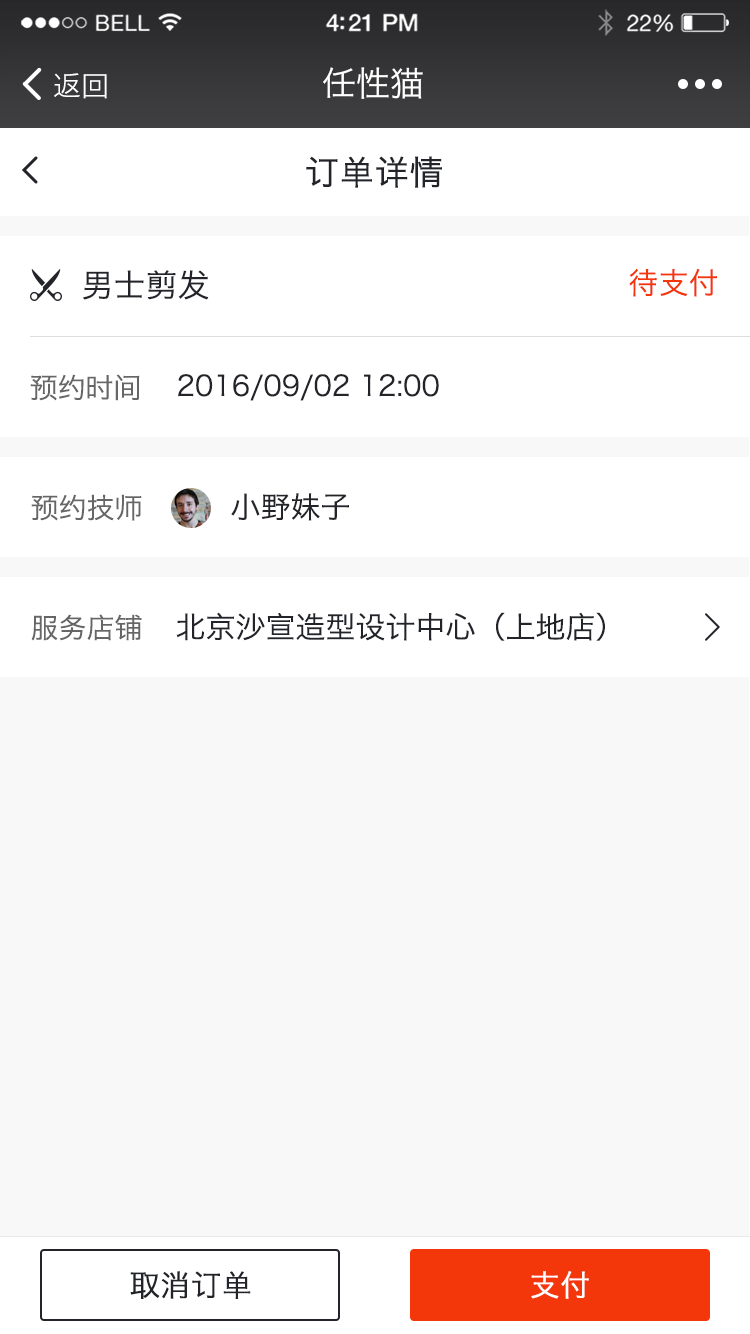 BELL 4:21 PM 22%
返回 任性猫
订单详情
男士剪发 待支付
预约时间 2016/09/02 12:00
预约技师 小野妹子
服务店铺 北京沙宣造型设计中心（上地店）
取消订单 支付